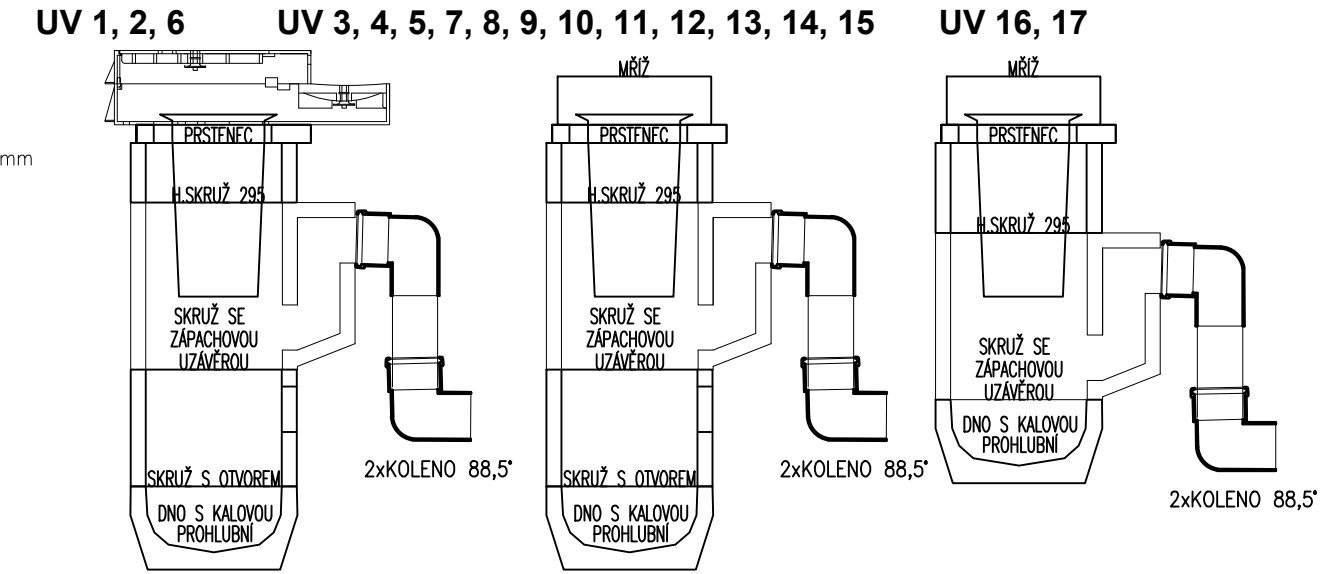 UV 1, 2, 6
UV 3, 4, 5, 7, 8, 9, 10, 11, 12, 13, 14, 15
UV 16, 17
mm
PRSTENEC
H.SKRUŽ 295
SKRUŽ SE
ZÁPACHOVOU
UZÁVĚROU
2xKOLENO 88,5°
SKRUŽ S OTVOREM
DNO S KALOVOU
PROHLUBNÍ
MŘÍŽ
PRSTENEC
H.SKRUŽ 295
SKRUŽ SE
ZÁPACHOVOU
UZÁVĚROU
2xKOLENO 88,5°
SKRUŽ S OTVOREM
DNO S KALOVOU
PROHLUBNÍ
MŘÍŽ
PRSTENEC
H.SKRUŽ 295
SKRUŽ SE
ZÁPACHOVOU
UZÁVĚROU
DNO S KALOVOU
PROHLUBNÍ
2xKOLENO 88,5°